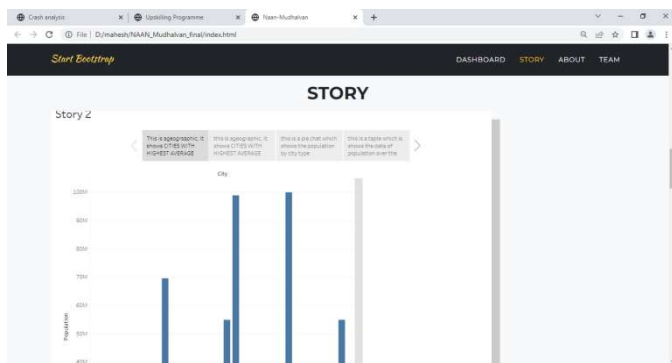 Crash analysis
Upskilling Programme
Naan-Mudhalvan
File | D:/mahesh/NAAN_Mudhalvan_final/index.html
Start Bootstrap
DASHBOARD STORY ABOUT TEAM
STORY
Story 2
This is ageographic, it
shows CITIES WITH
HIGHEST AVERAGE
this is ageographic, it
shows CITIES WITH
HIGHEST AVERAGE
this is a pie chat which
shows the population
by city type
this is a table which is
shows the data of
population over the
City
100M
90M
80M
70M
60M
50M
40M
Population